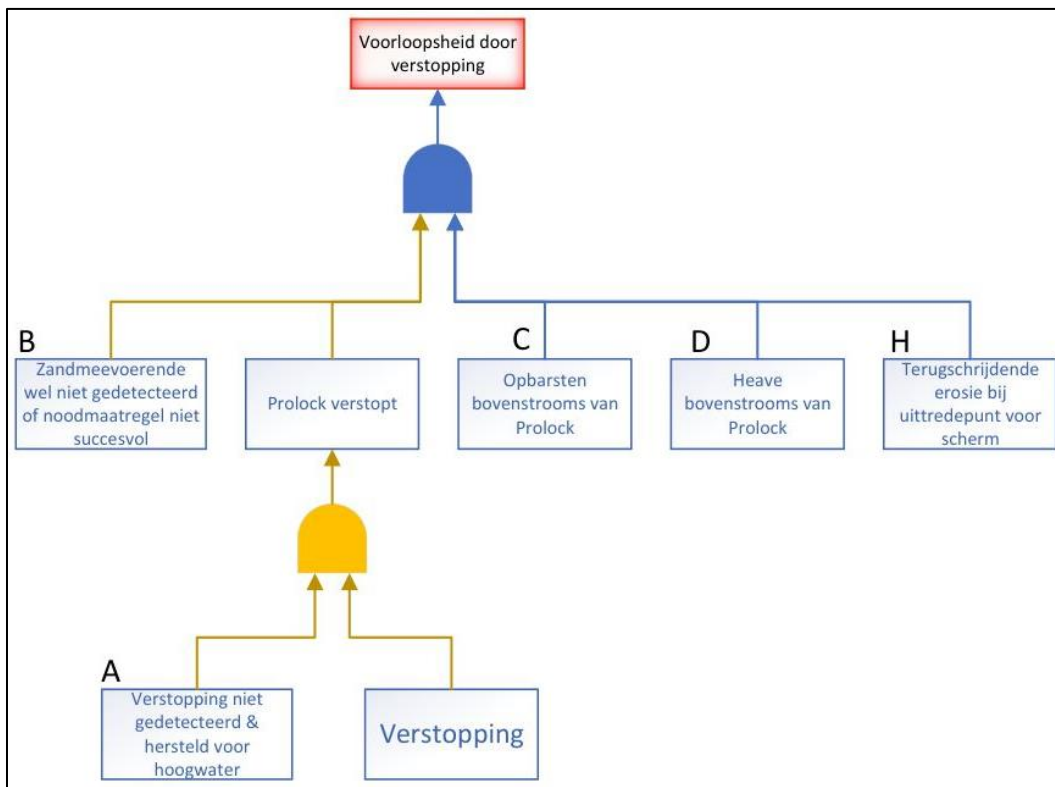 Voorloopsheid door
verstopping
B
Zandmeevoerende
wel niet gedetecteerd
of noodmaatregel niet
succesvol
Prolock verstopt
C
Opbarsten
bovenstrooms van
Prolock
D
Heave
bovenstrooms van
Prolock
H
Terugschrijdende
erosie bij
uittredepunt voor
scherm
A
Verstopping niet
gedetecteerd &
hersteld voor
hoogwater
Verstopping